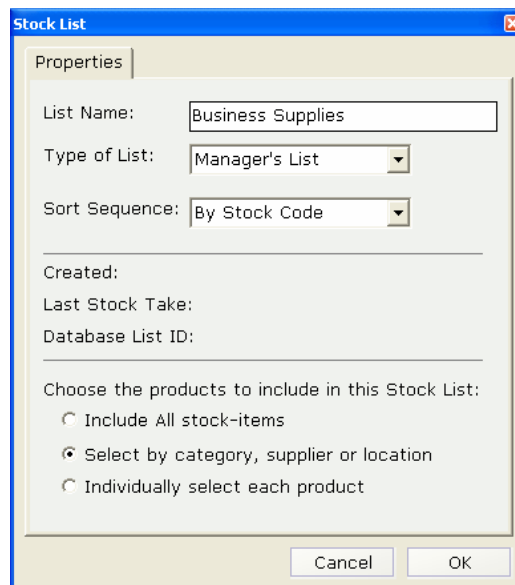 Stock List
Properties
List Name: Business Supplies
Type of List: Manager's List
Sort Sequence: By Stock Code
Created:
Last Stock Take:
Database List ID:
Choose the products to include in this Stock List:
Include All stock-items
Select by category, supplier or location
Individually select each product
Cancel OK